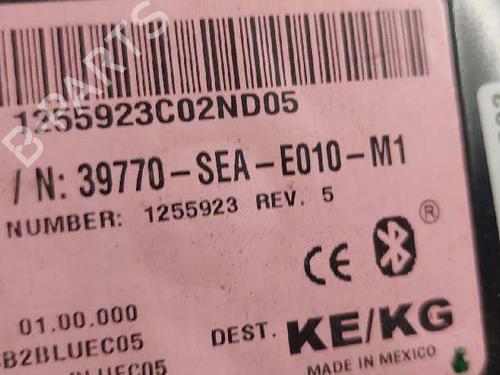 B-PARTS
1255923C02ND05
/ N: 39770-SEA-E010-M1
NUMBER: 1255923 REV. 5
CE ®
01.00.000
B2BLUEC05
DEST. KE/KG
MADE IN MEXICO